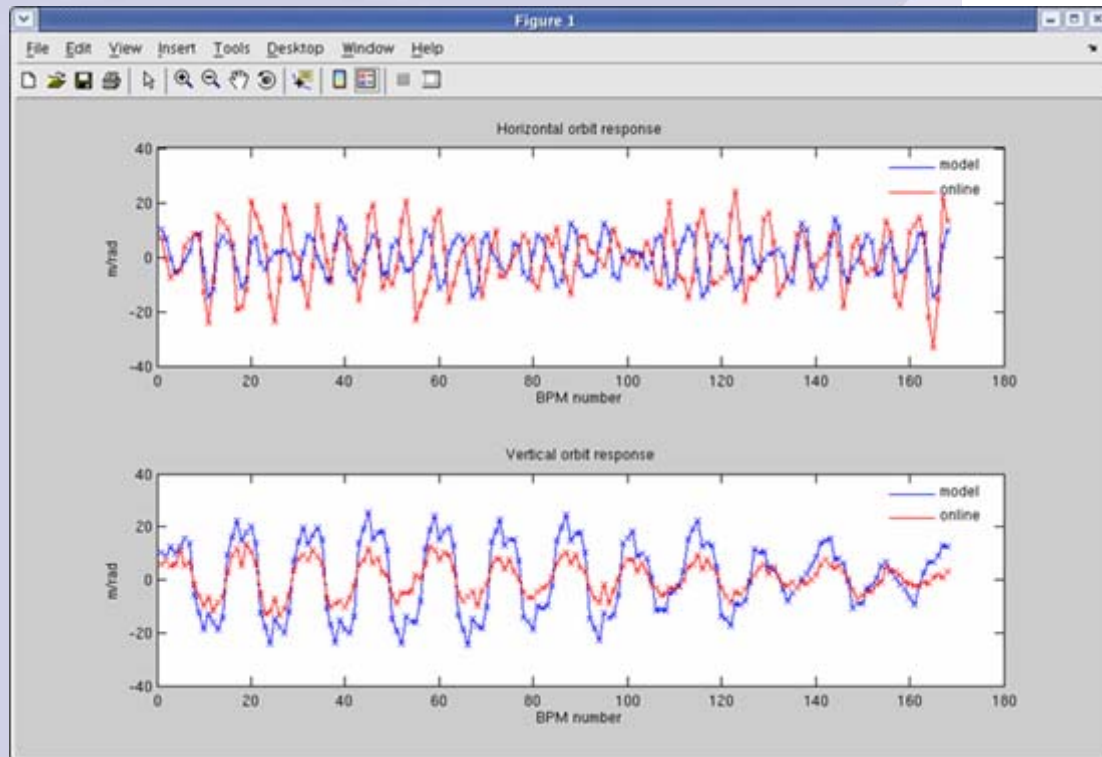 Figure 1
File Edit View Insert Tools Desktop Window Help
Horizontal orbit response
40
20
0
-20
-40
m/rad
model
online
0 20 40 60 80 100 120 140 160 180
BPM number
Vertical orbit response
40
20
0
-20
-40
m/rad
model
online
0 20 40 60 80 100 120 140 160 180
BPM number